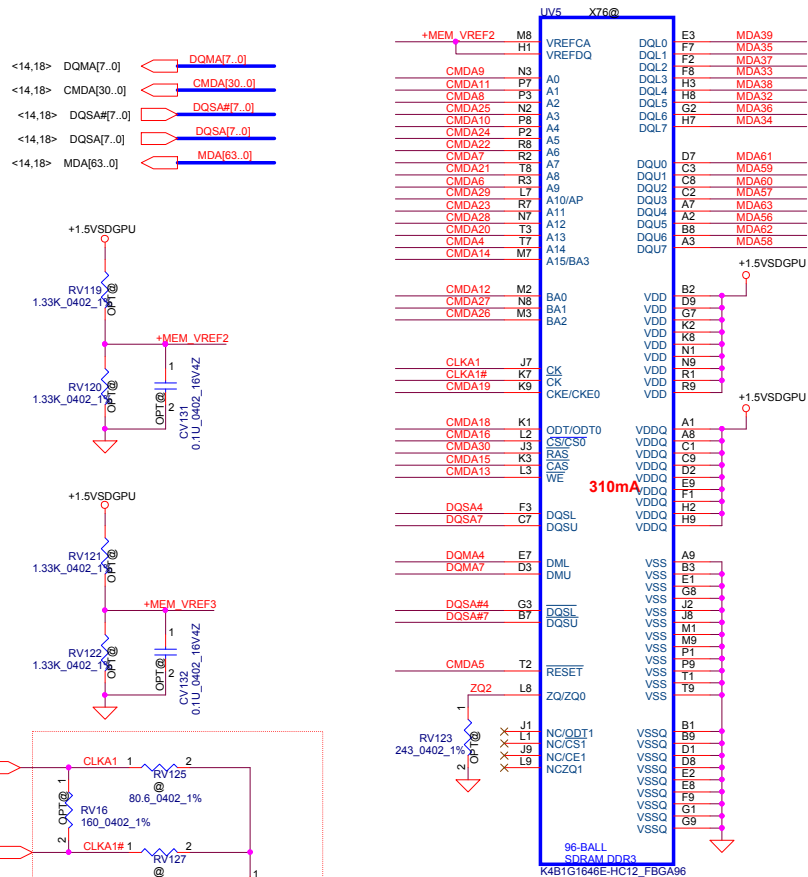 <14,18> DQMA[7..0] DQMA[7..0]
<14,18> CMDA[30..0] CMDA[30..0]
<14,18> DQSA#[7..0] DQSA#[7..0]
<14,18> DQSA[7..0] DQSA[7..0]
<14,18> MDA[63..0] MDA[63..0]
+1.5VSDGPU
RV119
1.33K_0402_1%
OPT@
+MEM_VREF2
RV120
1.33K_0402_1%
OPT@
1
2
OPT@
CV131
0.1U_0402_16V4Z
+1.5VSDGPU
RV121
1.33K_0402_1%
OPT@
+MEM_VREF3
RV122
1.33K_0402_1%
OPT@
1
2
OPT@
CV132
0.1U_0402_16V4Z
CLKA1 1 2
RV125
@
80.6_0402_1%
OPT@ 1
2
RV16
160_0402_1%
CLKA1# 1 2
RV127
@
1
UV5 X76@
+MEM_VREF2 M8 VREFCA
H1 VREFDQ
CMDA9 N3 A0
CMDA11 P7 A1
CMDA8 P3 A2
CMDA25 N2 A3
CMDA10 P8 A4
CMDA24 P2 A5
CMDA22 R8 A6
CMDA7 R2 A7
CMDA21 T8 A8
CMDA6 R3 A9
CMDA29 L7 A10/AP
CMDA23 R7 A11
CMDA28 N7 A12
CMDA20 T3 A13
CMDA4 T7 A14
CMDA14 M7 A15/BA3
CMDA12 M2 BA0
CMDA27 N8 BA1
CMDA26 M3 BA2
CLKA1 J7 CK
CLKA1# K7 CK
CMDA19 K9 CKE/CKE0
CMDA18 K1 ODT/ODT0
CMDA16 L2 CS/CS0
CMDA30 J3 RAS
CMDA15 K3 CAS
CMDA13 L3 WE
310mA
DQSA4 F3 DQSL
DQSA7 C7 DQSU
DQMA4 E7 DML
DQMA7 D3 DMU
DQSA#4 G3 DQSL
DQSA#7 B7 DQSU
CMDA5 T2 RESET
ZQ2 L8 ZQ/ZQ0
1
RV123
243_0402_1%
OPT@
2
J1 NC/ODT1
L1 NC/CS1
J9 NC/CE1
L9 NCZQ1
DQL0 E3 MDA39
DQL1 F7 MDA35
DQL2 F2 MDA37
DQL3 F8 MDA33
DQL4 H3 MDA38
DQL5 H8 MDA32
DQL6 G2 MDA36
DQL7 H7 MDA34
DQU0 D7 MDA61
DQU1 C3 MDA59
DQU2 C8 MDA60
DQU3 C2 MDA57
DQU4 A7 MDA63
DQU5 A2 MDA56
DQU6 B8 MDA62
DQU7 A3 MDA58
+1.5VSDGPU
VDD B2
VDD D9
VDD G7
VDD K2
VDD K8
VDD N1
VDD N9
VDD R1
VDD R9
+1.5VSDGPU
VDDQ A1
VDDQ A8
VDDQ C1
VDDQ C9
VDDQ D2
VDDQ E9
VDDQ F1
VDDQ H2
VDDQ H9
VSS A9
VSS B3
VSS E1
VSS G8
VSS J2
VSS J8
VSS M1
VSS M9
VSS P1
VSS P9
VSS T1
VSS T9
VSSQ B1
VSSQ B9
VSSQ D1
VSSQ D8
VSSQ E2
VSSQ E8
VSSQ F9
VSSQ G1
VSSQ G9
96-BALL
SDRAM DDR3
K4B1G1646E-HC12_FBGA96